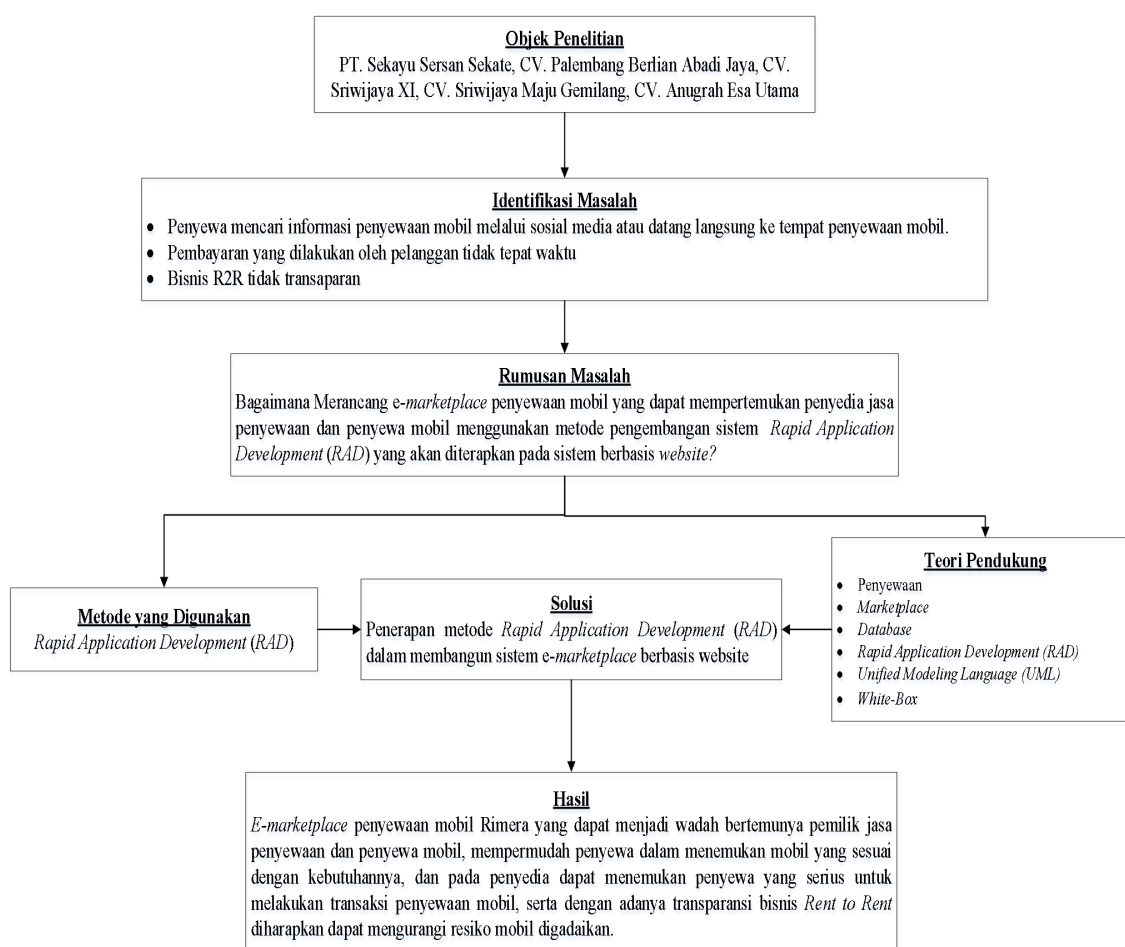 Objek Penelitian
PT. Sekayu Sersan Sekate, CV. Palembang Berlian Abadi Jaya, CV.
Sriwijaya XI, CV. Sriwijaya Maju Gemilang, CV. Anugrah Esa Utama
Identifikasi Masalah
• Penyewa mencari informasi penyewaan mobil melalui sosial media atau datang langsung ke tempat penyewaan mobil.
• Pembayaran yang dilakukan oleh pelanggan tidak tepat waktu
• Bisnis R2R tidak transaparan
Rumusan Masalah
Bagaimana Merancang e-marketplace penyewaan mobil yang dapat mempertemukan penyedia jasa
penyewaan dan penyewa mobil menggunakan metode pengembangan sistem Rapid Application
Development (RAD) yang akan diterapkan pada sistem berbasis website?
Metode yang Digunakan
Rapid Application Development (RAD)
Solusi
Penerapan metode Rapid Application Development (RAD)
dalam membangun sistem e-marketplace berbasis website
Teori Pendukung
• Penyewaan
• Marketplace
• Database
• Rapid Application Development (RAD)
• Unified Modeling Language (UML)
• White-Box
Hasil
E-marketplace penyewaan mobil Rimera yang dapat menjadi wadah bertemunya pemilik jasa
penyewaan dan penyewa mobil, mempermudah penyewa dalam menemukan mobil yang sesuai
dengan kebutuhannya, dan pada penyedia dapat menemukan penyewa yang serius untuk
melakukan transaksi penyewaan mobil, serta dengan adanya transparansi bisnis Rent to Rent
diharapkan dapat mengurangi resiko mobil digadaikan.